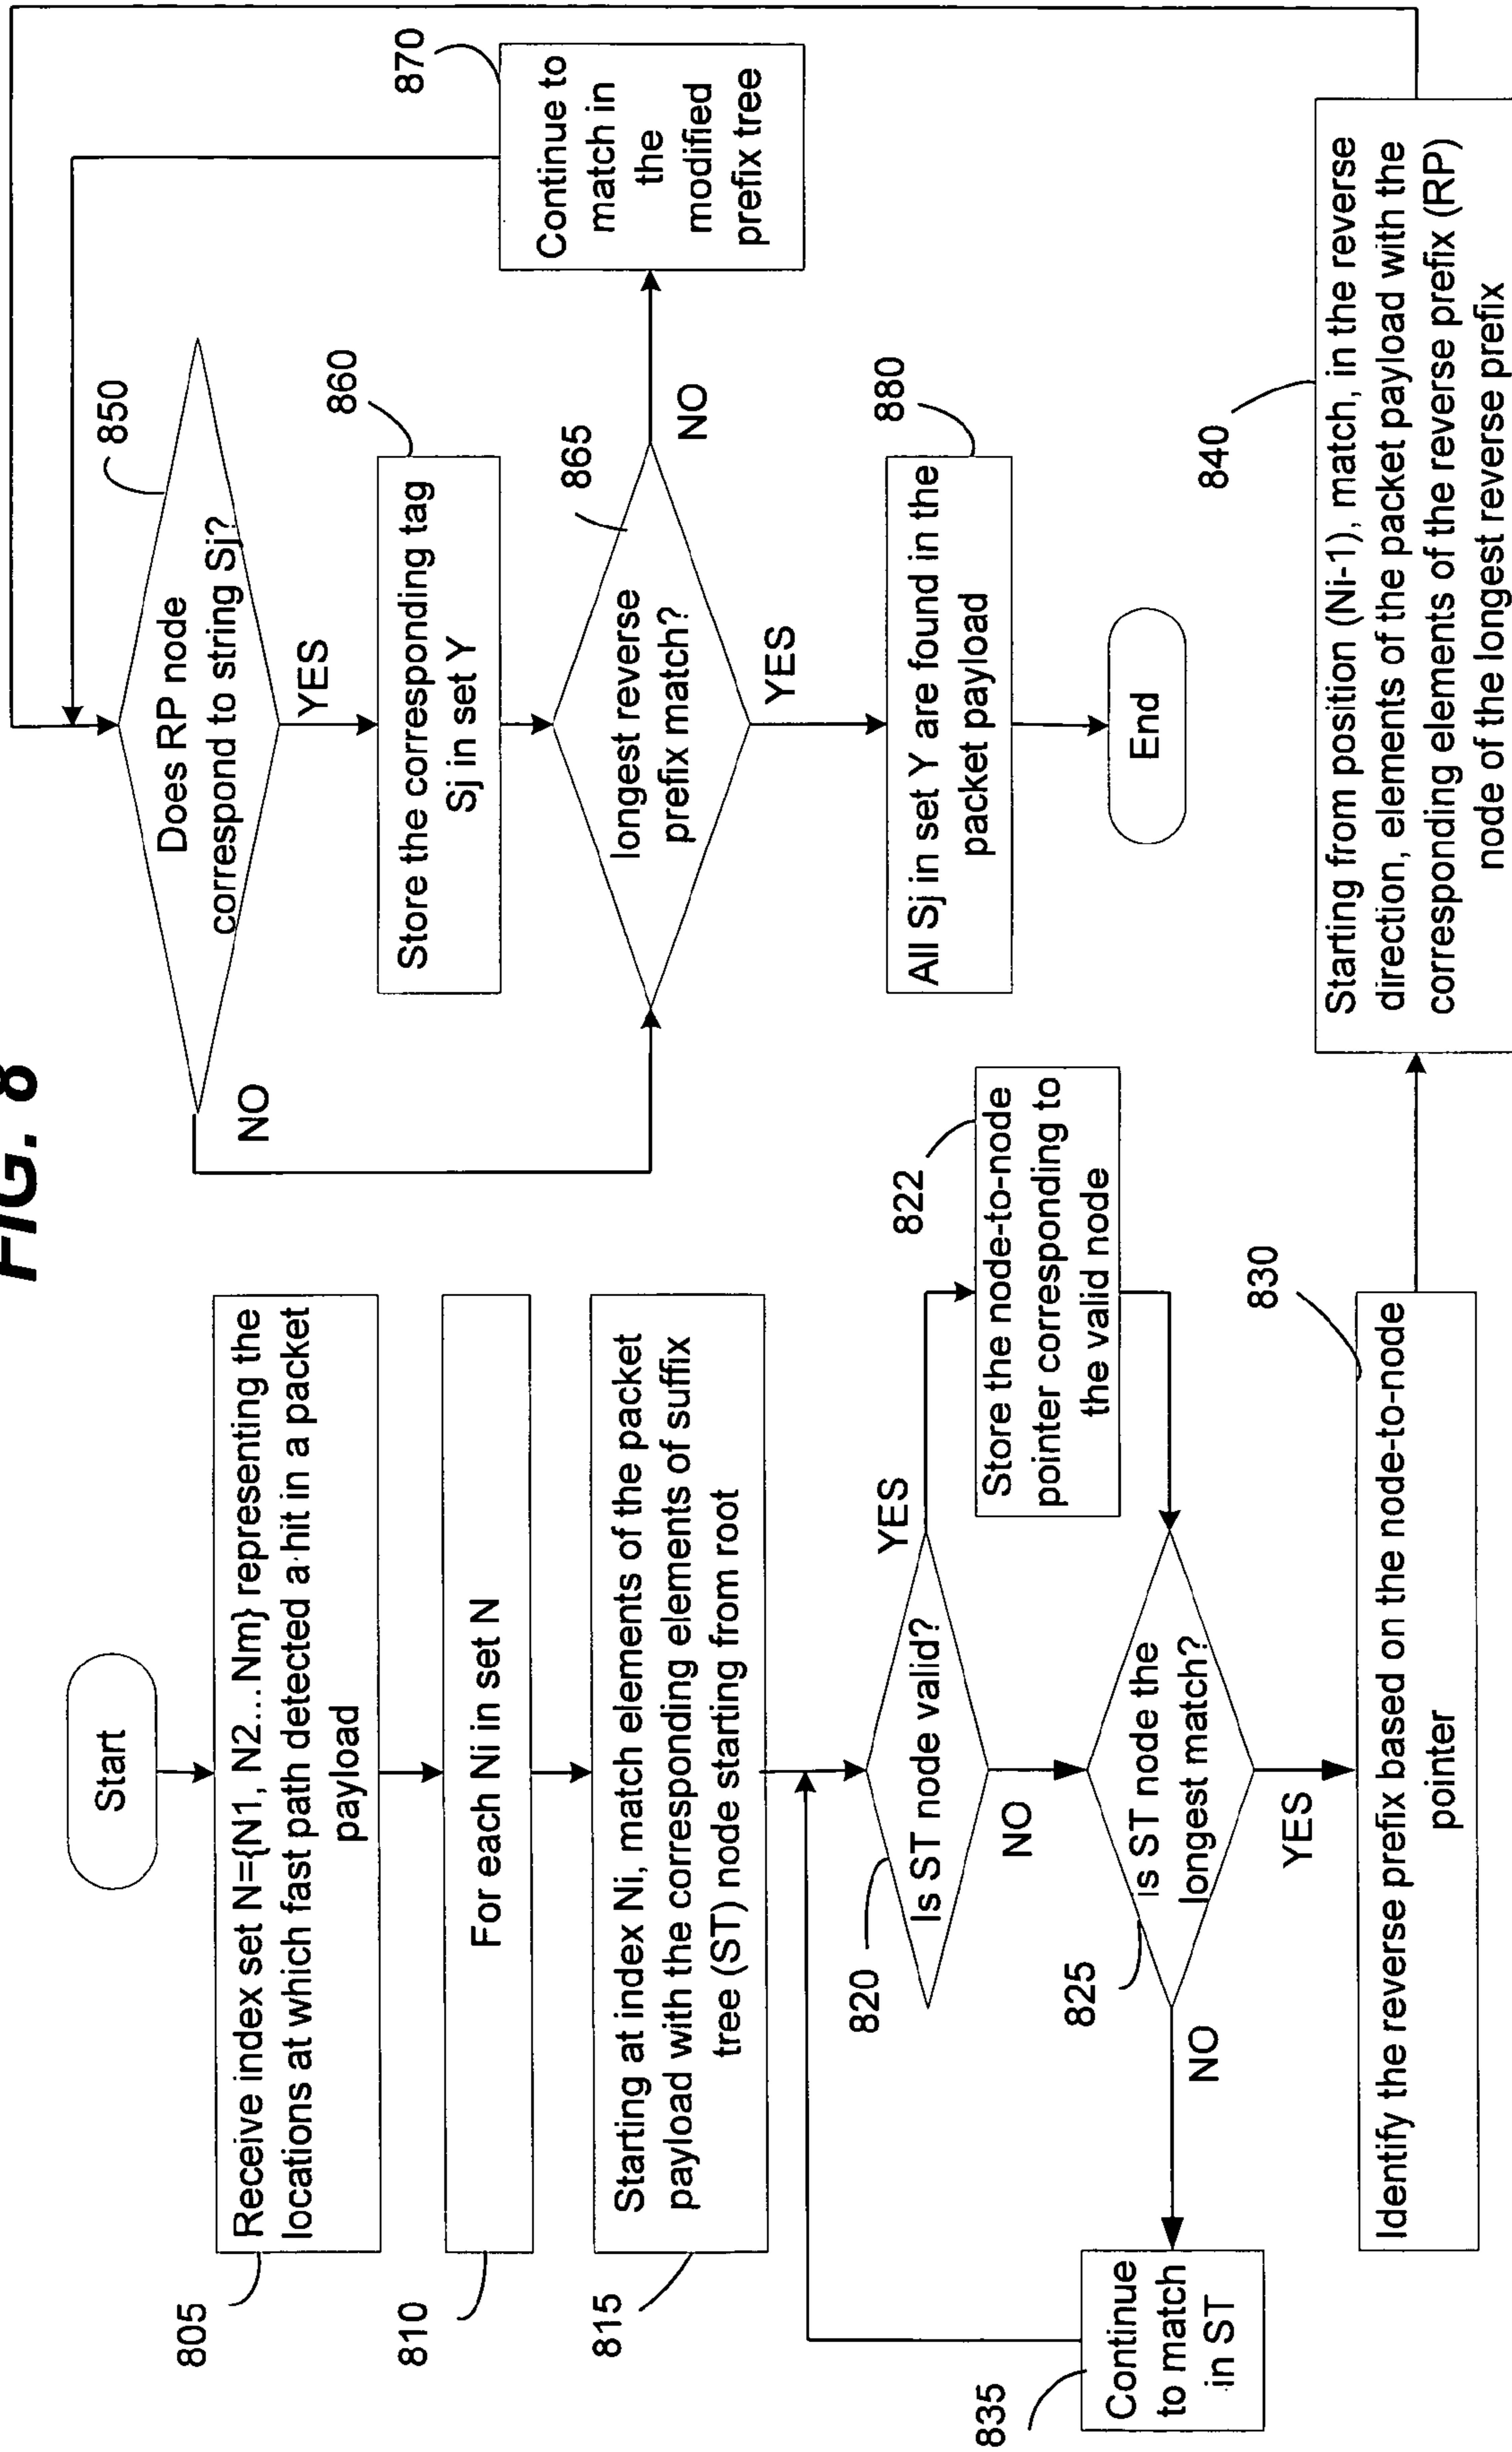 FIG. 8
Start
805
Receive index set N={N1, N2...Nm} representing the
locations at which fast path detected a hit in a packet
payload
810
For each Ni in set N
815
Starting at index Ni, match elements of the packet
payload with the corresponding elements of suffix
tree (ST) node starting from root
820
Is ST node valid?
YES
NO
822
Store the node-to-node
pointer corresponding to
the valid node
825
is ST node the
longest match?
NO
YES
835
Continue
to match
in ST
830
Identify the reverse prefix based on the node-to-node
pointer
840
Starting from position (Ni-1), match, in the reverse
direction, elements of the packet payload with the
corresponding elements of the reverse prefix (RP)
node of the longest reverse prefix
850
Does RP node
correspond to string Sj?
NO
YES
860
Store the corresponding tag
Sj in set Y
865
longest reverse
prefix match?
NO
YES
870
Continue to
match in
the
modified
prefix tree
880
All Sj in set Y are found in the
packet payload
End